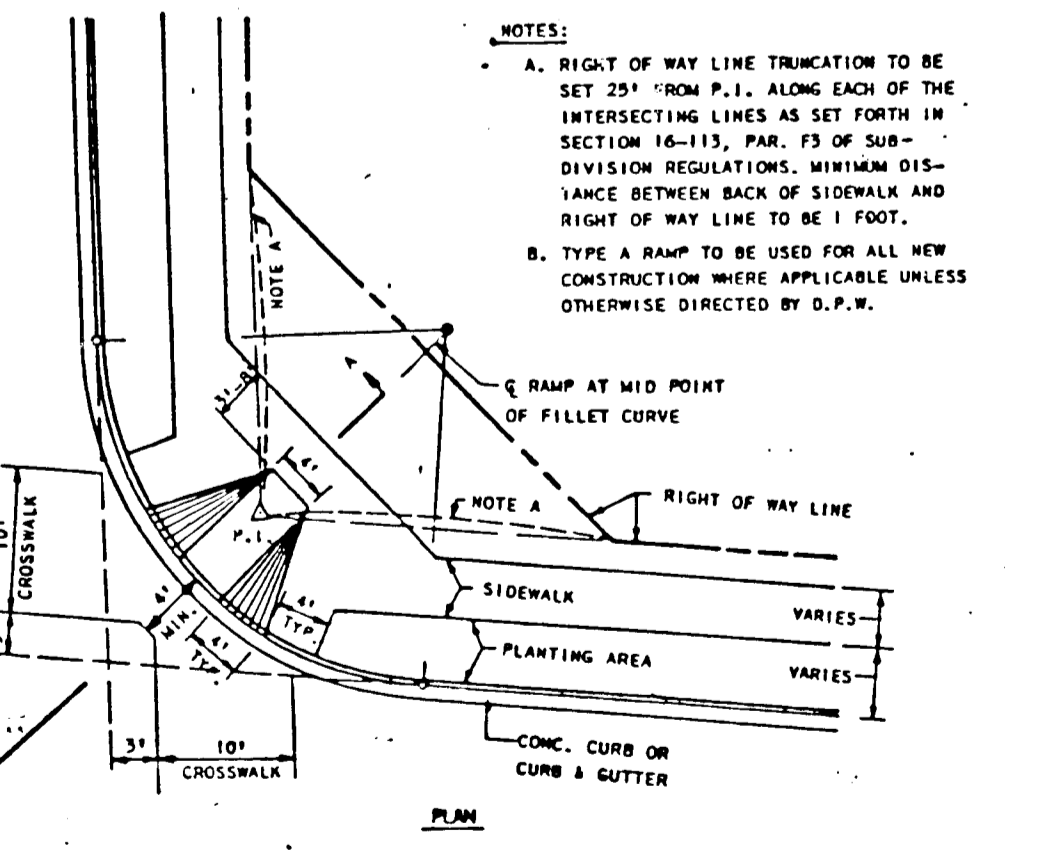 NOTES:
A. RIGHT OF WAY LINE TRUNCATION TO BE
SET 25' FROM P.I. ALONG EACH OF THE
INTERSECTING LINES AS SET FORTH IN
SECTION 16-113, PAR. F3 OF SUB-
DIVISION REGULATIONS. MINIMUM DIS-
TANCE BETWEEN BACK OF SIDEWALK AND
RIGHT OF WAY LINE TO BE 1 FOOT.
B. TYPE A RAMP TO BE USED FOR ALL NEW
CONSTRUCTION WHERE APPLICABLE UNLESS
OTHERWISE DIRECTED BY D.P.W.
NOTE A
A
℄ RAMP AT MID POINT
OF FILLET CURVE
4'
NOTE A
RIGHT OF WAY LINE
P.I.
10'
CROSSWALK
4'
MIN.
4'
TYP.
4'
SIDEWALK
VARIES
PLANTING AREA
VARIES
3'
10'
CROSSWALK
CONC. CURB OR
CURB & GUTTER
PLAN